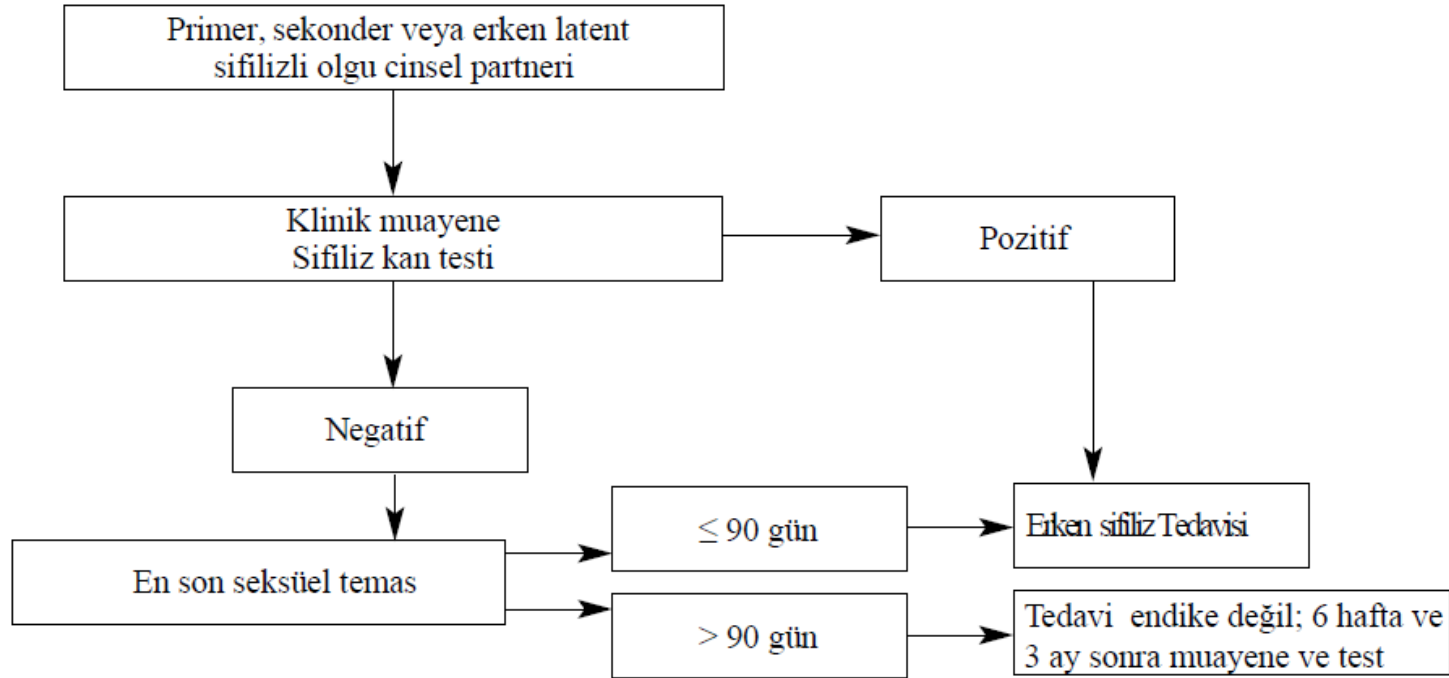 Primer, sekonder veya erken latent
sifilizli olgu cinsel partneri
Klinik muayene
Sifiliz kan testi
Pozitif
Negatif
En son seksüel temas
≤ 90 gün
Erken sifiliz Tedavisi
> 90 gün
Tedavi endike değil; 6 hafta ve
3 ay sonra muayene ve test